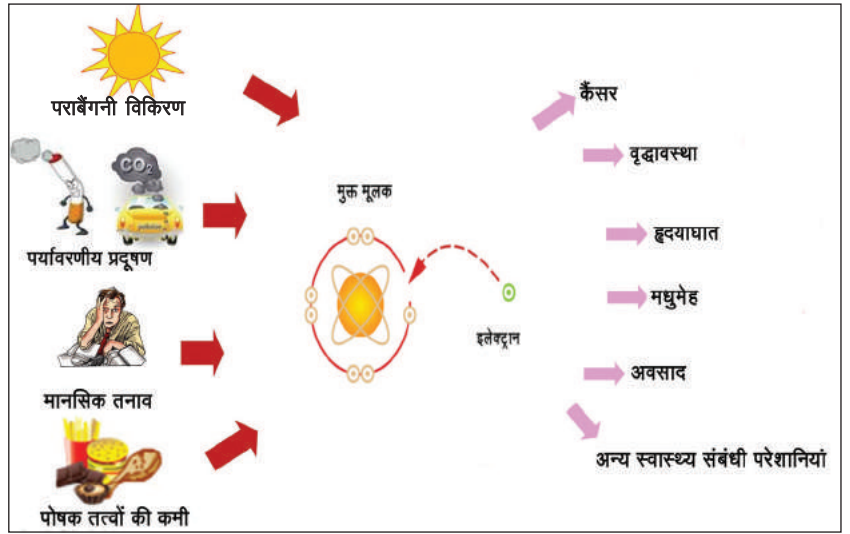 पराबैंगनी विकिरण
CO2
पर्यावरणीय प्रदूषण
मानसिक तनाव
पोषक तत्वों की कमी
मुक्त मूलक
इलेक्ट्रान
कैंसर
वृद्धावस्था
हृदयाघात
मधुमेह
अवसाद
अन्य स्वास्थ्य संबंधी परेशानियां